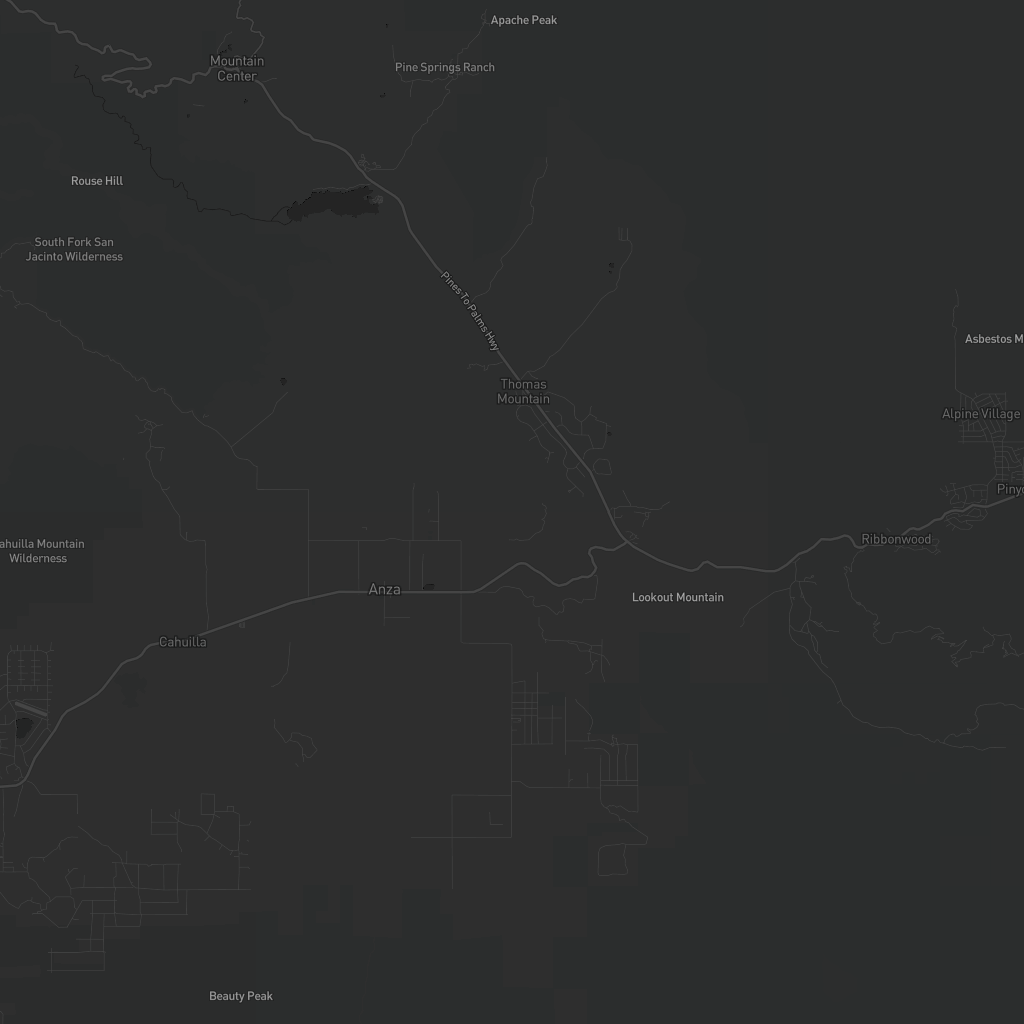 Apache Peak
Mountain
Center
Pine Springs Ranch
Rouse Hill
South Fork San
Jacinto Wilderness
Pines To Palms Hwy
Asbestos M
Thomas
Mountain
Alpine Village
Pinyo
ahuilla Mountain
Wilderness
Ribbonwood
Anza
Lookout Mountain
Cahuilla
Beauty Peak